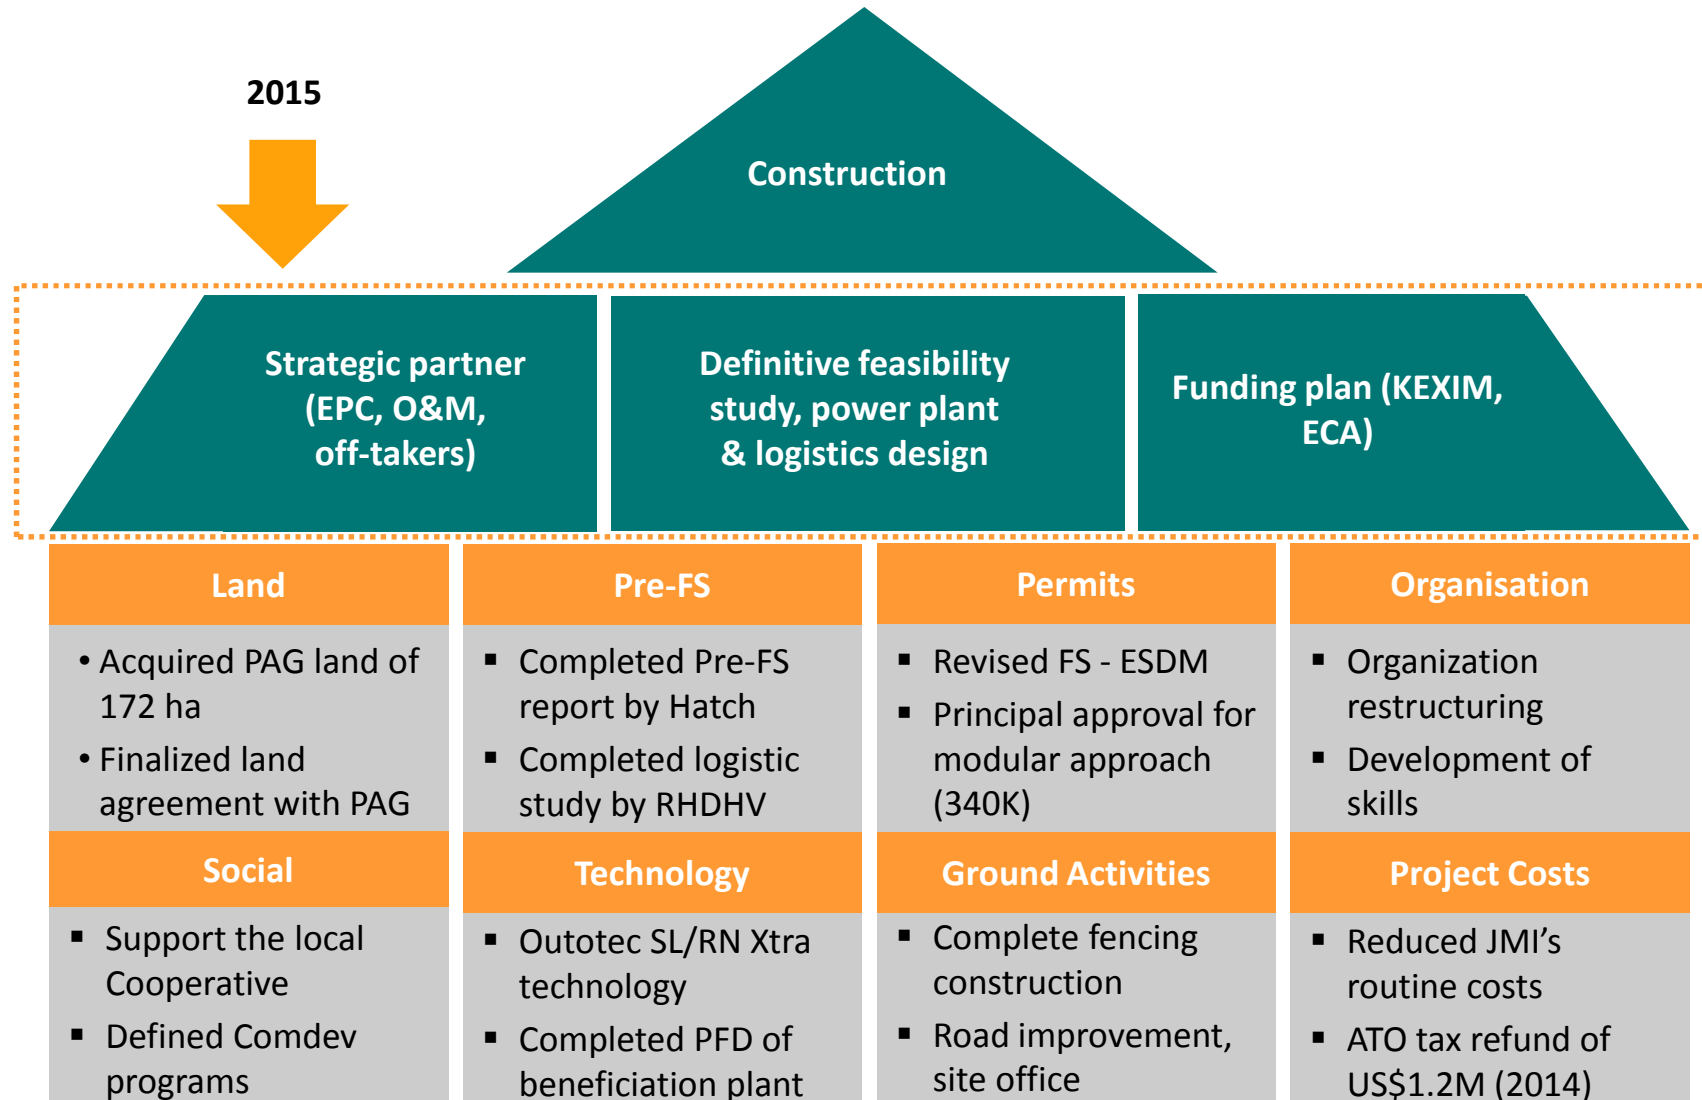 2015
Construction
Strategic partner
(EPC, O&M,
off-takers)
Definitive feasibility
study, power plant
& logistics design
Funding plan (KEXIM,
ECA)
Land
• Acquired PAG land of
172 ha
• Finalized land
agreement with PAG
Pre-FS
▪ Completed Pre-FS
report by Hatch
▪ Completed logistic
study by RHDHV
Permits
▪ Revised FS - ESDM
▪ Principal approval for
modular approach
(340K)
Organisation
▪ Organization
restructuring
▪ Development of
skills
Social
▪ Support the local
Cooperative
▪ Defined Comdev
programs
Technology
▪ Outotec SL/RN Xtra
technology
▪ Completed PFD of
beneficiation plant
Ground Activities
▪ Complete fencing
construction
▪ Road improvement,
site office
Project Costs
▪ Reduced JMI’s
routine costs
▪ ATO tax refund of
US$1.2M (2014)